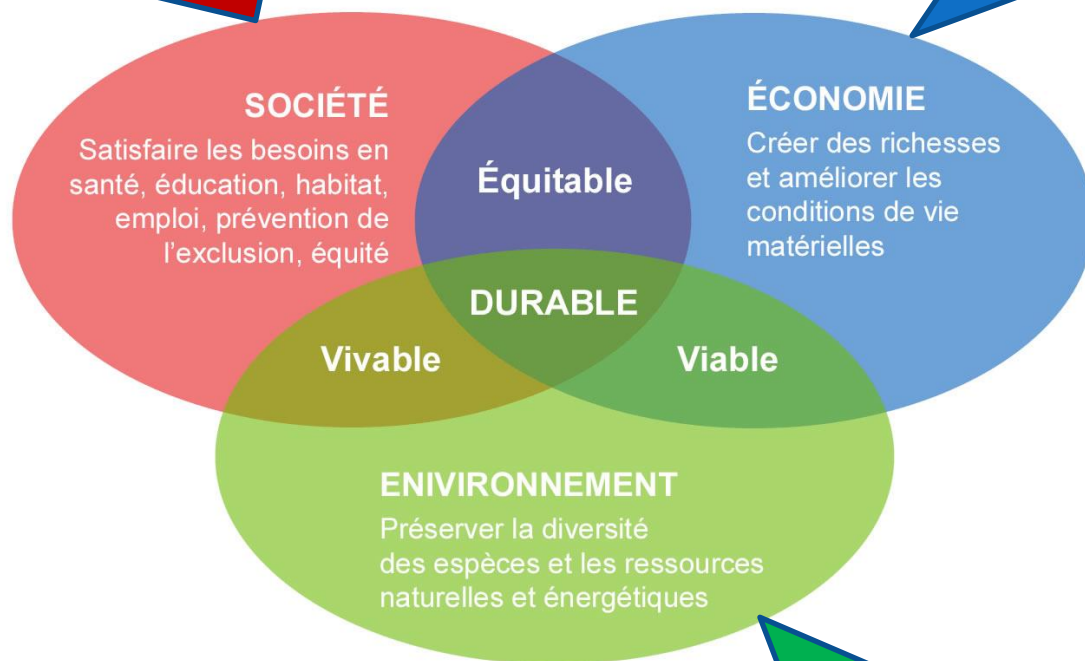 SOCIÉTÉ
Satisfaire les besoins en
santé, éducation, habitat,
emploi, prévention de
l'exclusion, équité
Équitable
ÉCONOMIE
Créer des richesses
et améliorer les
conditions de vie
matérielles
DURABLE
Vivable
Viable
ENIVIRONNEMENT
Préserver la diversité
des espèces et les ressources
naturelles et énergétiques